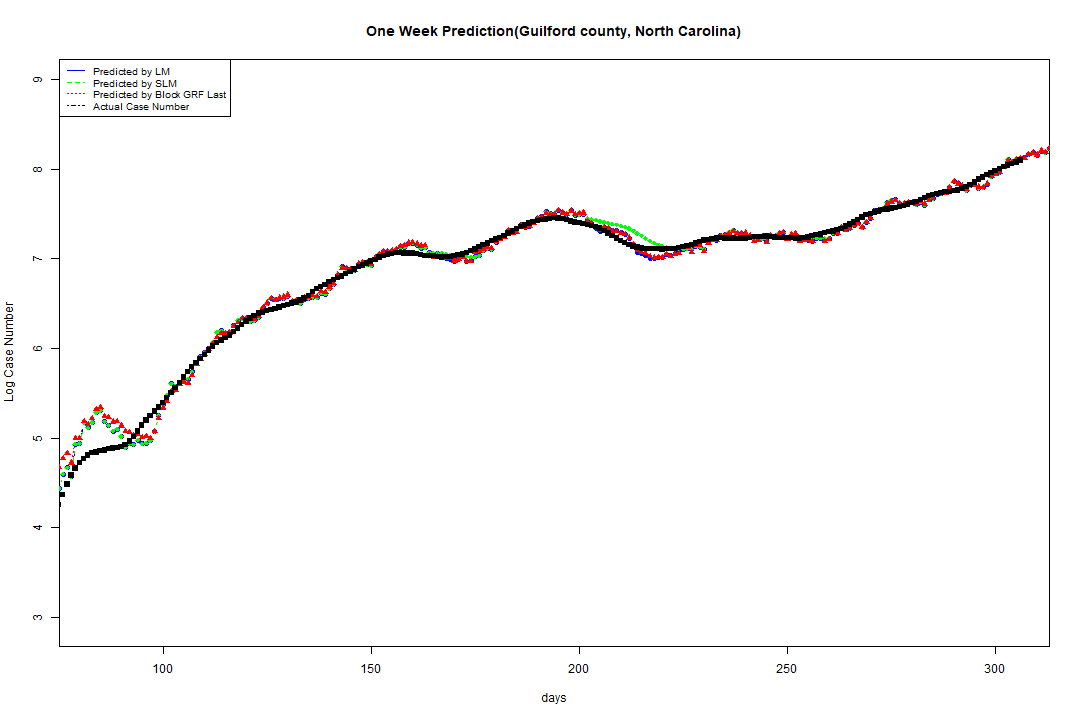 One Week Prediction(Guilford county, North Carolina)
Predicted by LM
Predicted by SLM
Predicted by Block GRF Last
Actual Case Number
9
8
7
6
5
4
3
Log Case Number
100 150 200 250 300
days